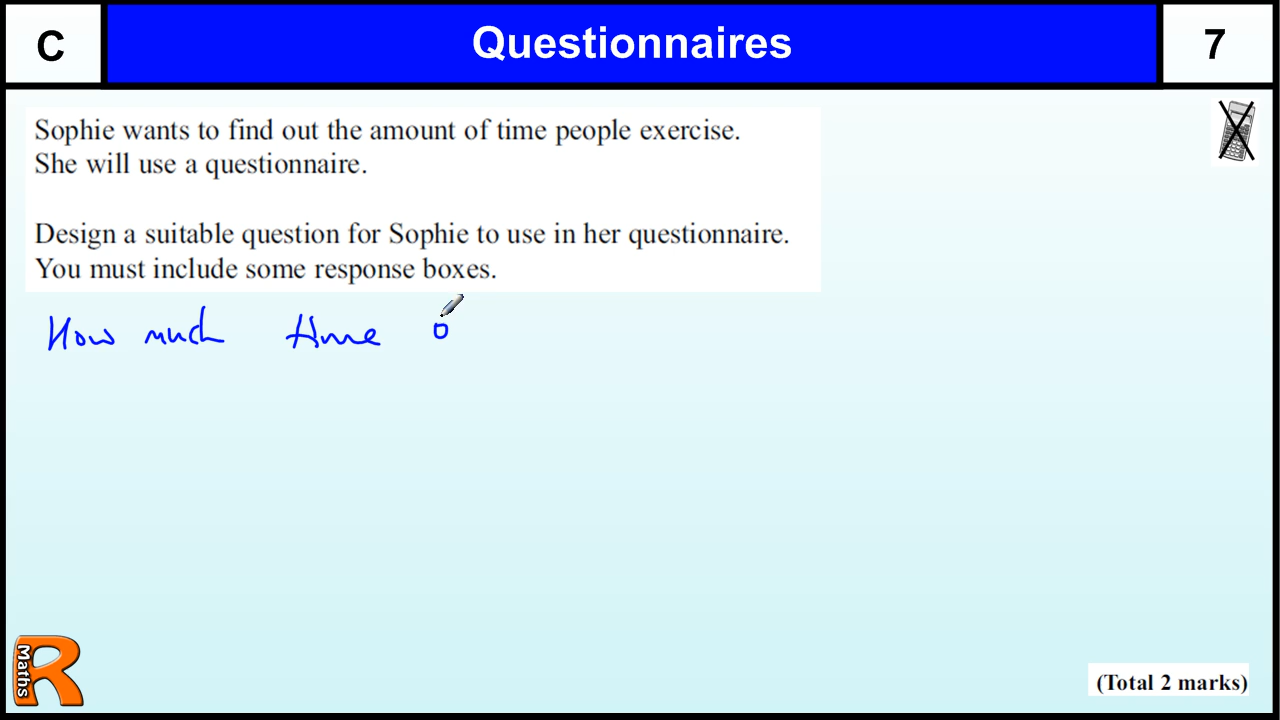 C Questionnaires 7
Sophie wants to find out the amount of time people exercise.
She will use a questionnaire.
Design a suitable question for Sophie to use in her questionnaire.
You must include some response boxes.
How much time o
Maths R
(Total 2 marks)